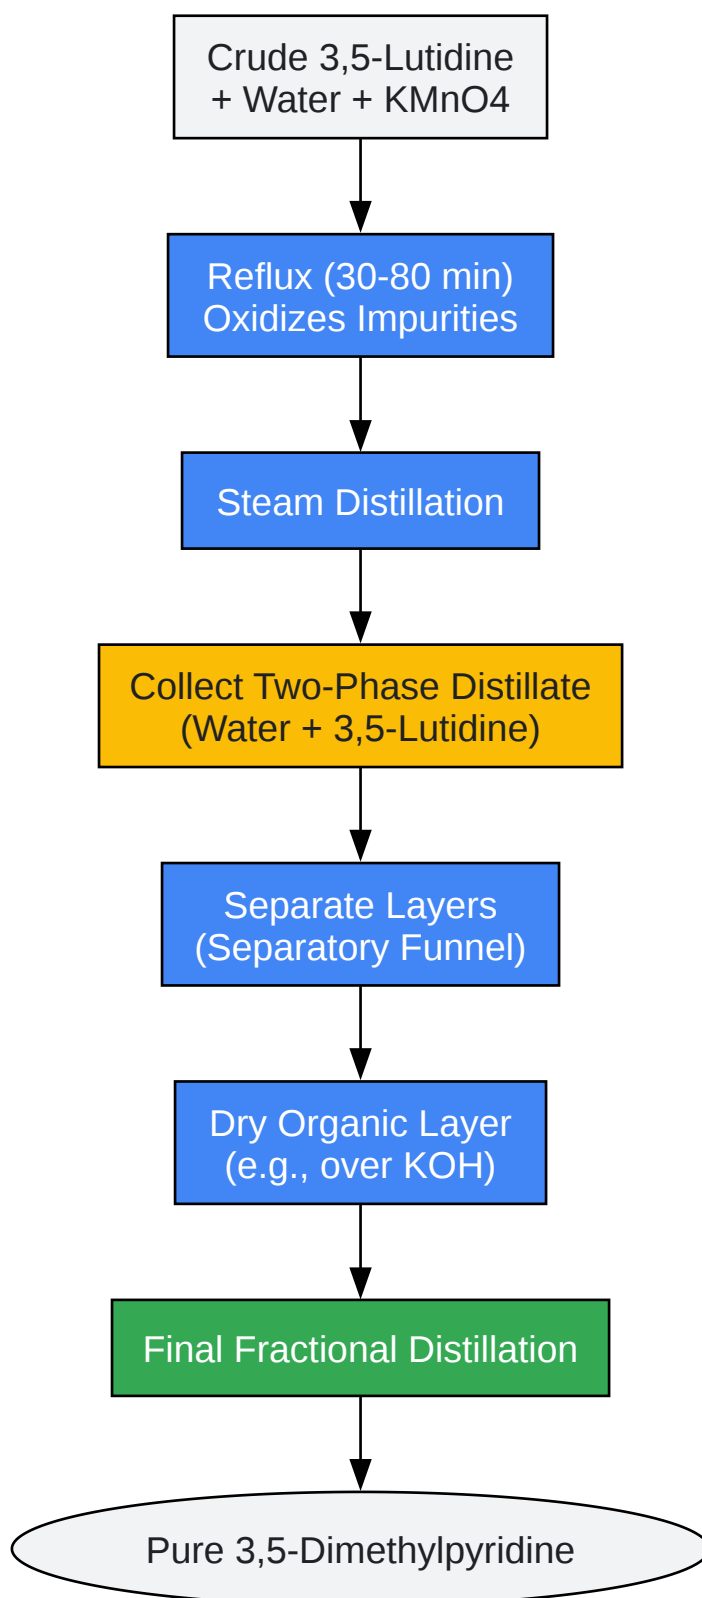 Crude 3,5-Lutidine
+ Water + KMnO4
Reflux (30-80 min)
Oxidizes Impurities
Steam Distillation
Collect Two-Phase Distillate
(Water + 3,5-Lutidine)
Separate Layers
(Separatory Funnel)
Dry Organic Layer
(e.g., over KOH)
Final Fractional Distillation
Pure 3,5-Dimethylpyridine